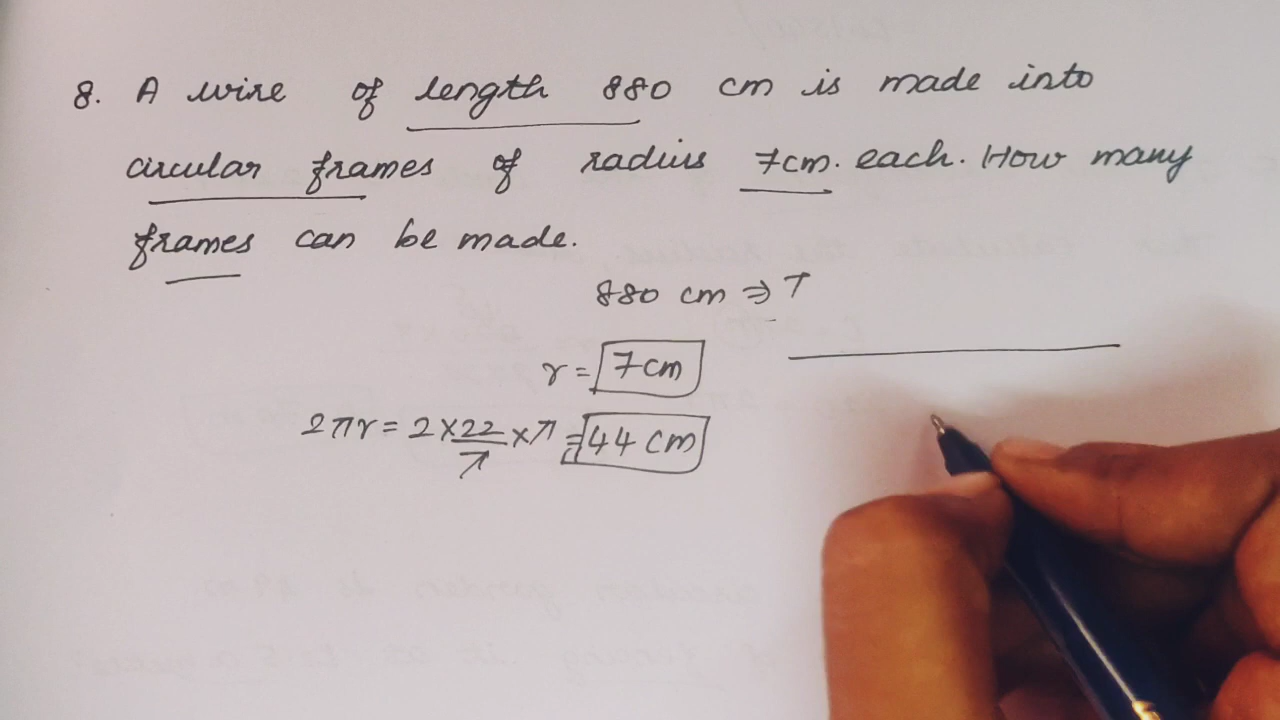 8. A wire of length 880 cm is made into
circular frames of radius 7cm. each. How many
frames can be made.
880 cm ⇒ T
r = 7cm
2πr = 2 × 22/7 × 7 = 44 cm